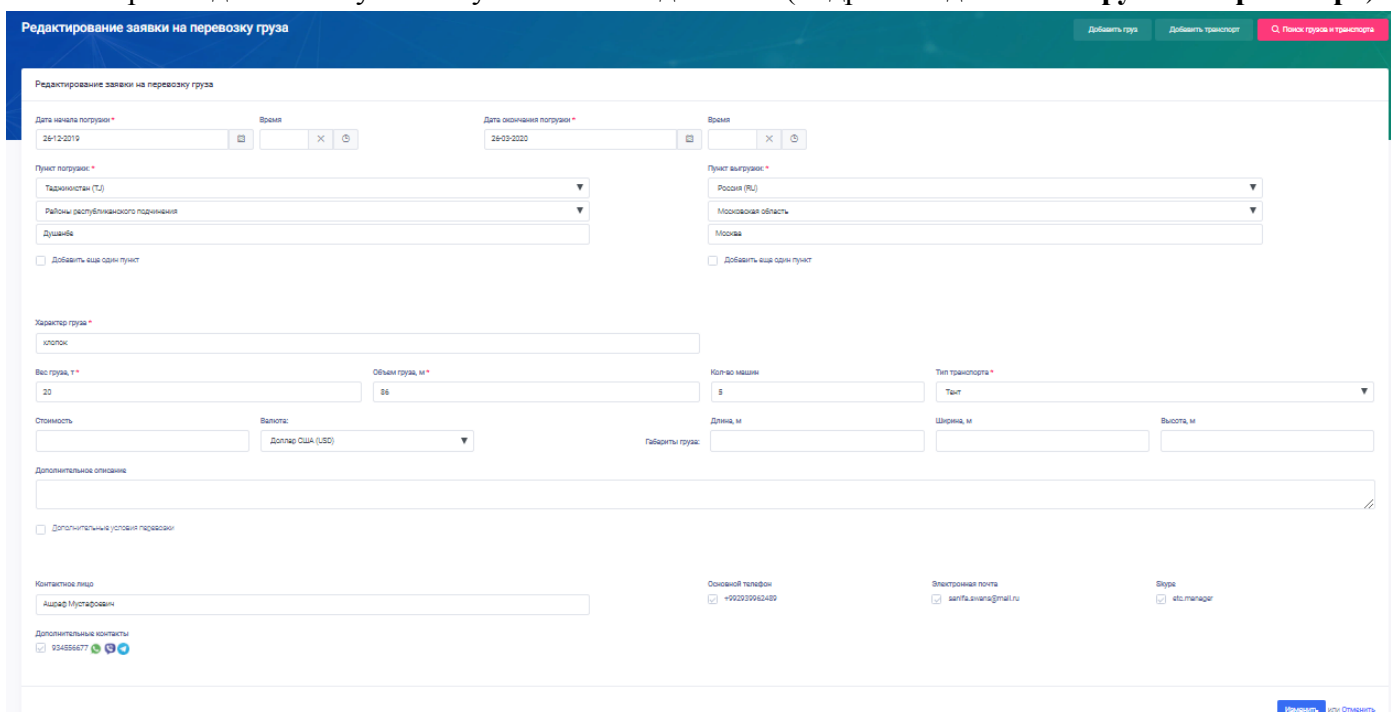 Редактирование заявки на перевозку груза
Добавить груз Добавить транспорт Поиск грузов и транспорта
Редактирование заявки на перевозку груза
Дата начала погрузки * Время Дата окончания погрузки * Время
26-12-2019 26-03-2020
Пункт погрузки: * Пункт выгрузки: *
Таджикистан (TJ) Россия (RU)
Районы республиканского подчинения Московская область
Душанбе Москва
Добавить еще один пункт Добавить еще один пункт
Характер груза *
хлопок
Вес груза, т * Объем груза, м * Кол-во машин Тип транспорта *
20 86 5 Тент
Стоимость Валюта: Длина, м Ширина, м Высота, м
Доллар США (USD) Габариты груза:
Дополнительное описание
Дополнительные условия перевозки
Контактное лицо Основной телефон Электронная почта Skype
Ашраф Мустафоевич +992939962489 sanifa.swans@mail.ru etc.manager
Дополнительные контакты
934556677
Изменить или Отменить